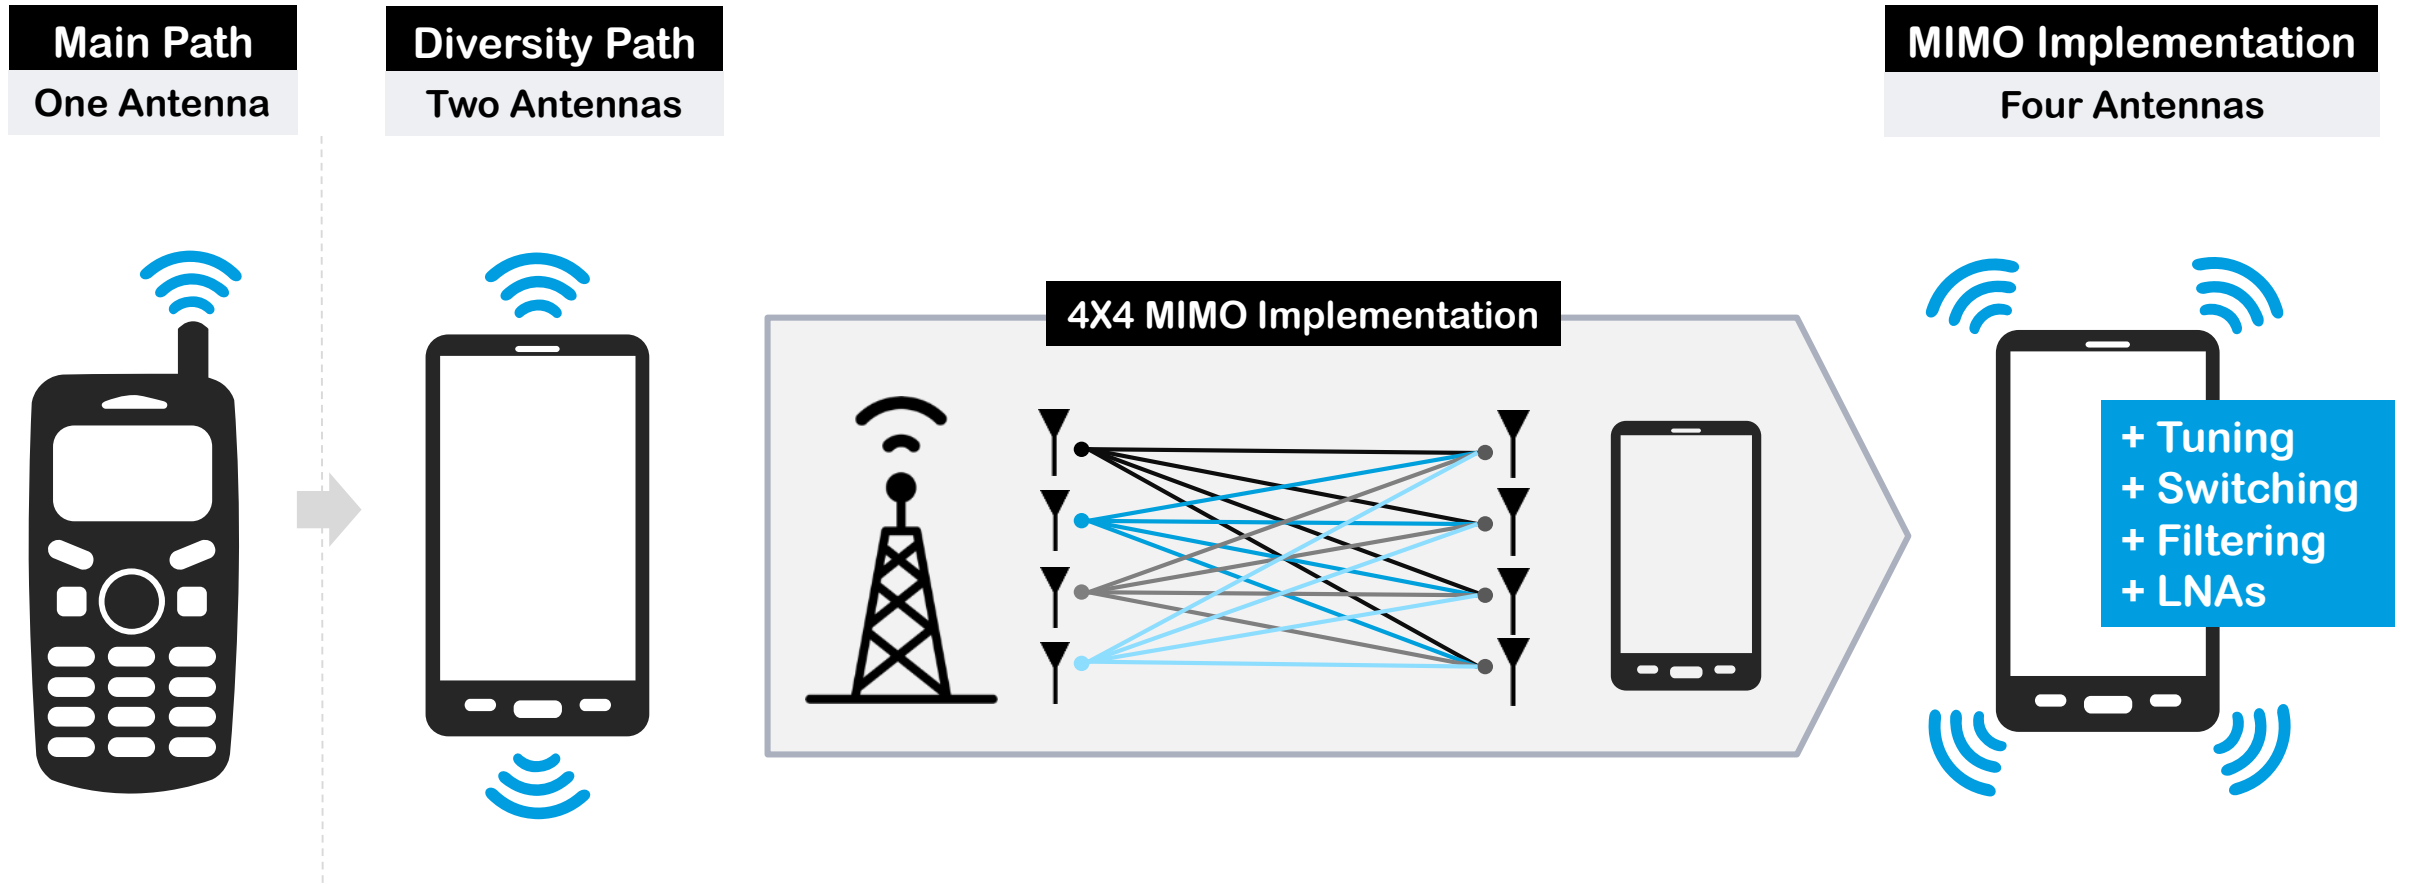 Main Path
One Antenna
Diversity Path
Two Antennas
4X4 MIMO Implementation
MIMO Implementation
Four Antennas
+ Tuning
+ Switching
+ Filtering
+ LNAs